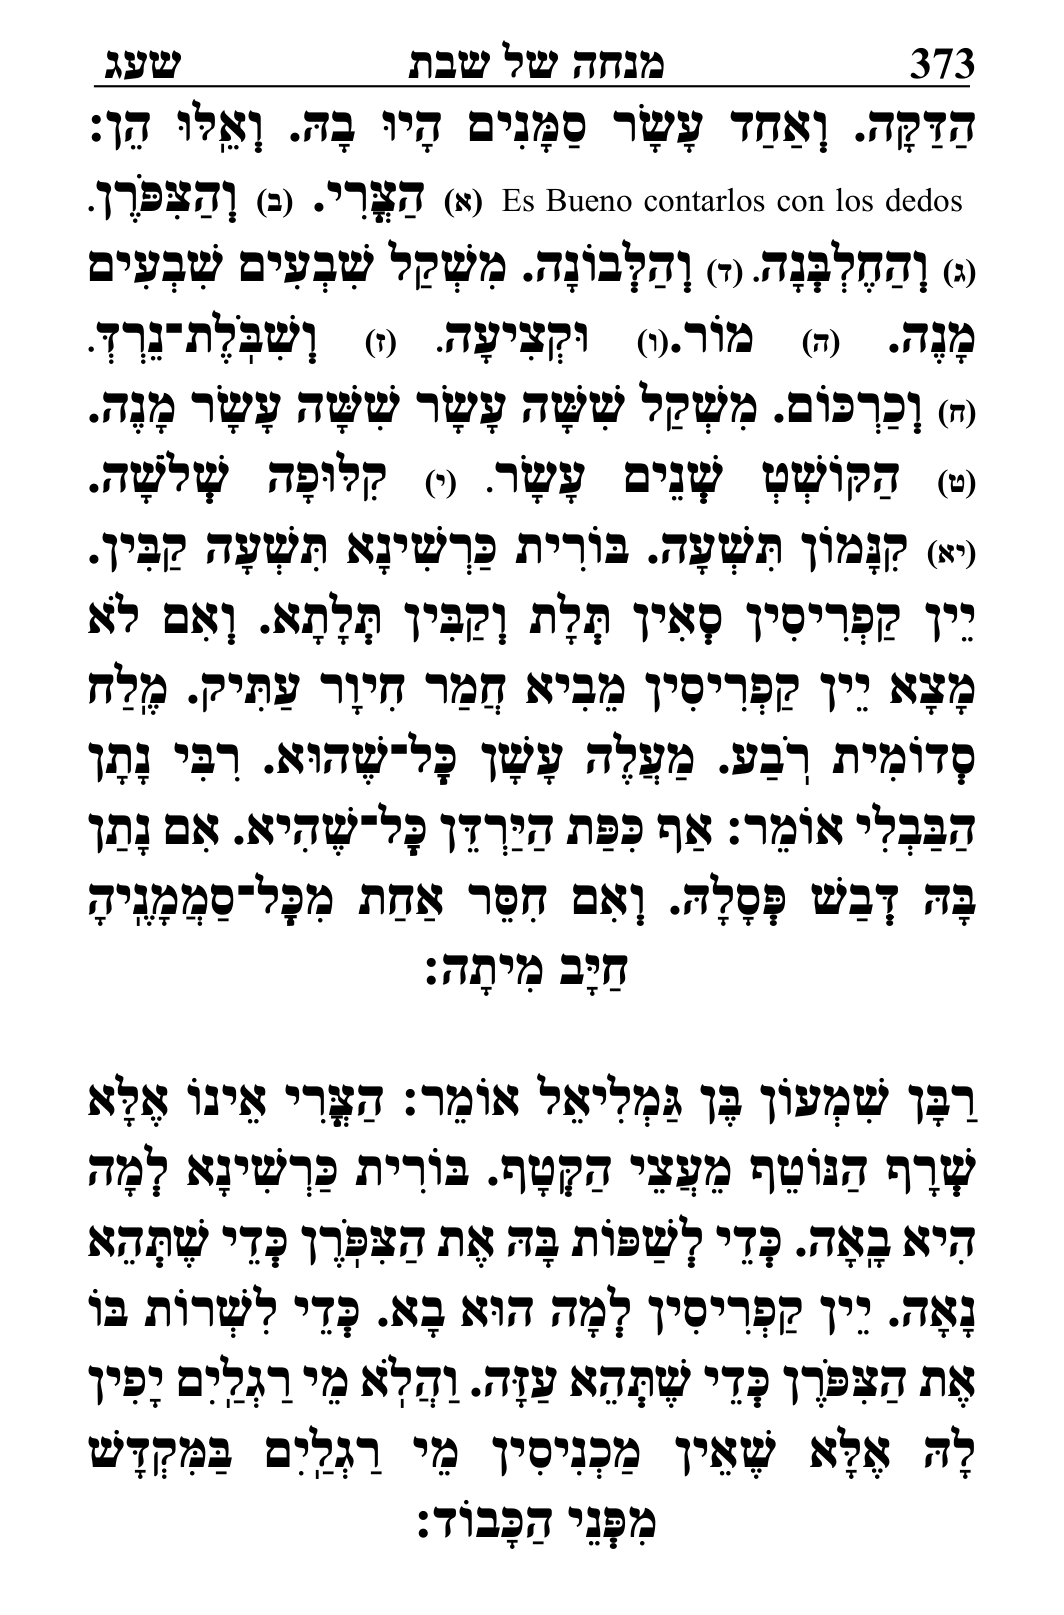 373 מנחה של שבת שעג
הַדַּקָּה. וְאַחַד עָשָׂר סַמָּנִים הָיוּ בָהּ. וְאֵלּוּ הֵן:
Es Bueno contarlos con los dedos (א) הַצֳּרִי. (ב) וְהַצִּפֹּרֶן.
(ג) וְהַחֶלְבְּנָה. (ד) וְהַלְּבוֹנָה. מִשְׁקַל שִׁבְעִים שִׁבְעִים
מָנֶה. (ה) מוֹר.(ו) וּקְצִיעָה. (ז) וְשִׁבֹּלֶת־נֵרְדְּ.
(ח) וְכַרְכּוֹם. מִשְׁקַל שִׁשָּׁה עָשָׂר שִׁשָּׁה עָשָׂר מָנֶה.
(ט) הַקּוֹשְׁטְ שְׁנֵים עָשָׂר. (י) קִלּוּפָה שְׁלֹשָׁה.
(יא) קִנָּמוֹן תִּשְׁעָה. בּוֹרִית כַּרְשִׁינָא תִּשְׁעָה קַבִּין.
יֵין קַפְרִיסִין סְאִין תְּלָת וְקַבִּין תְּלָתָא. וְאִם לֹא
מָצָא יֵין קַפְרִיסִין מֵבִיא חֲמַר חִיוָר עַתִּיק. מֶלַח
סְדוֹמִית רֹבַע. מַעֲלֶה עָשָׁן כׇּל־שֶׁהוּא. רִבִּי נָתָן
הַבַּבְלִי אוֹמֵר: אַף כִּפַּת הַיַּרְדֵּן כׇּל־שֶׁהִיא. אִם נָתַן
בָּהּ דְּבַשׁ פְּסָלָהּ. וְאִם חִסֵּר אַחַת מִכׇּל־סַמֲמָנֶיהָ
חַיָּב מִיתָה:
רַבָּן שִׁמְעוֹן בֶּן גַּמְלִיאֵל אוֹמֵר: הַצֳּרִי אֵינוֹ אֶלָּא
שְׁרָף הַנּוֹטֵף מֵעֲצֵי הַקְּטָף. בּוֹרִית כַּרְשִׁינָא לְמָה
הִיא בָאָה. כְּדֵי לְשַׁפּוֹת בָּהּ אֶת הַצִּפֹּרֶן כְּדֵי שֶׁתְּהֵא
נָאָה. יֵין קַפְרִיסִין לְמָה הוּא בָא. כְּדֵי לִשְׁרוֹת בּוֹ
אֶת הַצִּפֹּרֶן כְּדֵי שֶׁתְּהֵא עַזָּה. וַהֲלֹא מֵי רַגְלַיִם יָפִין
לָהּ אֶלָּא שֶׁאֵין מַכְנִיסִין מֵי רַגְלַיִם בַּמִּקְדָּשׁ
מִפְּנֵי הַכָּבוֹד: